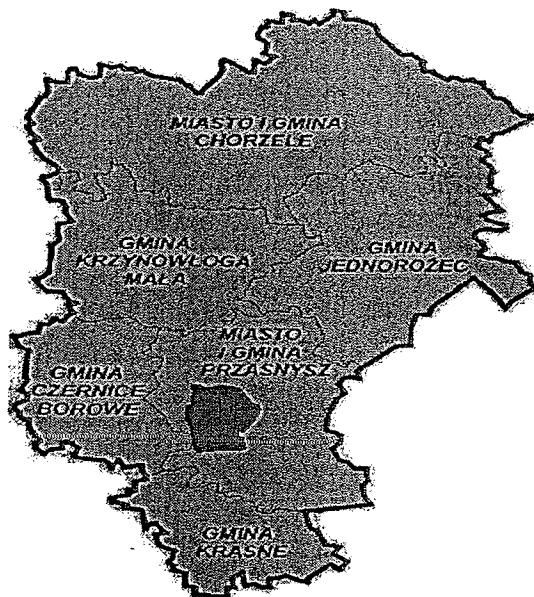 MIASTO I GMINA
CHORZELE
GMINA
KRZYNOWŁOGA
MAŁA
GMINA
JEDNOROŻEC
MIASTO
I GMINA
PRZASNYSZ
GMINA
CZERNICE
BOROWE
GMINA
KRASNE